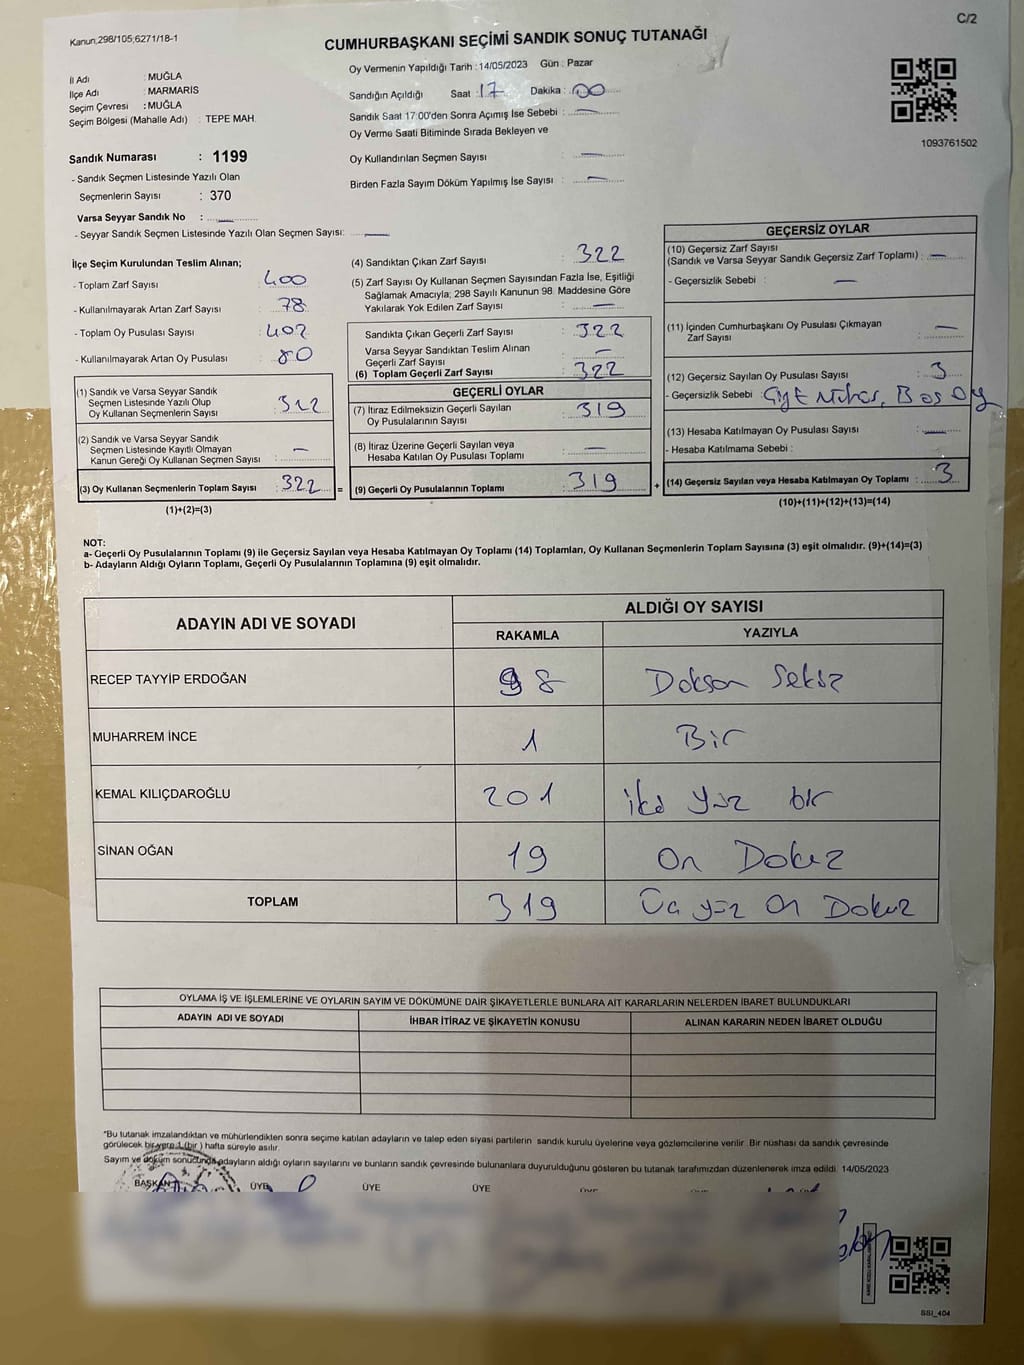 C/2
Kanun,298/105,6271/18-1
CUMHURBAŞKANI SEÇİMİ SANDIK SONUÇ TUTANAĞI
İl Adı : MUĞLA
İlçe Adı : MARMARİS
Seçim Çevresi : MUĞLA
Seçim Bölgesi (Mahalle Adı) : TEPE MAH.
Oy Vermenin Yapıldığı Tarih : 14/05/2023 Gün : Pazar
Sandığın Açıldığı Saat : 17 Dakika : 00
Sandık Saat 17:00'den Sonra Açımış İse Sebebi : —
Oy Verme Saati Bitiminde Sırada Bekleyen ve
Oy Kullandırılan Seçmen Sayısı : —
Birden Fazla Sayım Döküm Yapılmış İse Sayısı : —
1093761502
Sandık Numarası : 1199
- Sandık Seçmen Listesinde Yazılı Olan
Seçmenlerin Sayısı : 370
Varsa Seyyar Sandık No : —
- Seyyar Sandık Seçmen Listesinde Yazılı Olan Seçmen Sayısı: —
İlçe Seçim Kurulundan Teslim Alınan;
- Toplam Zarf Sayısı : 400
- Kullanılmayarak Artan Zarf Sayısı : 78
- Toplam Oy Pusulası Sayısı : 402
- Kullanılmayarak Artan Oy Pusulası : 80
(1) Sandık ve Varsa Seyyar Sandık
Seçmen Listesinde Yazılı Olup
Oy Kullanan Seçmenlerin Sayısı : 322
(2) Sandık ve Varsa Seyyar Sandık
Seçmen Listesinde Kayıtlı Olmayan
Kanun Gereği Oy Kullanan Seçmen Sayısı : —
(3) Oy Kullanan Seçmenlerin Toplam Sayısı : 322 =
(1)+(2)=(3)
(4) Sandıktan Çıkan Zarf Sayısı : 322
(5) Zarf Sayısı Oy Kullanan Seçmen Sayısından Fazla İse, Eşitliği
Sağlamak Amacıyla; 298 Sayılı Kanunun 98. Maddesine Göre
Yakılarak Yok Edilen Zarf Sayısı : —
Sandıkta Çıkan Geçerli Zarf Sayısı : 322
Varsa Seyyar Sandıktan Teslim Alınan
Geçerli Zarf Sayısı : —
(6) Toplam Geçerli Zarf Sayısı : 322
GEÇERLİ OYLAR
(7) İtiraz Edilmeksizin Geçerli Sayılan
Oy Pusulalarının Sayısı : 319
(8) İtiraz Üzerine Geçerli Sayılan veya
Hesaba Katılan Oy Pusulası Toplamı : —
(9) Geçerli Oy Pusulalarının Toplamı : 319 +
GEÇERSİZ OYLAR
(10) Geçersiz Zarf Sayısı
(Sandık ve Varsa Seyyar Sandık Geçersiz Zarf Toplamı) : —
- Geçersizlik Sebebi : —
(11) İçinden Cumhurbaşkanı Oy Pusulası Çıkmayan
Zarf Sayısı : —
(12) Geçersiz Sayılan Oy Pusulası Sayısı : 3
- Geçersizlik Sebebi : Çift Mühür, Boş Oy
(13) Hesaba Katılmayan Oy Pusulası Sayısı : —
- Hesaba Katılmama Sebebi :
(14) Geçersiz Sayılan veya Hesaba Katılmayan Oy Toplamı : 3
(10)+(11)+(12)+(13)=(14)
NOT:
a- Geçerli Oy Pusulalarının Toplamı (9) ile Geçersiz Sayılan veya Hesaba Katılmayan Oy Toplamı (14) Toplamları, Oy Kullanan Seçmenlerin Toplam Sayısına (3) eşit olmalıdır. (9)+(14)=(3)
b- Adayların Aldığı Oyların Toplamı, Geçerli Oy Pusulalarının Toplamına (9) eşit olmalıdır.
ADAYIN ADI VE SOYADI
ALDIĞI OY SAYISI
RAKAMLA YAZIYLA
RECEP TAYYİP ERDOĞAN 98 Doksan Sekiz
MUHARREM İNCE 1 Bir
KEMAL KILIÇDAROĞLU 201 iki yüz bir
SİNAN OĞAN 19 On Dokuz
TOPLAM 319 Üç yüz On Dokuz
OYLAMA İŞ VE İŞLEMLERİNE VE OYLARIN SAYIM VE DÖKÜMÜNE DAİR ŞİKAYETLERLE BUNLARA AİT KARARLARIN NELERDEN İBARET BULUNDUKLARI
ADAYIN ADI VE SOYADI İHBAR İTİRAZ VE ŞİKAYETİN KONUSU ALINAN KARARIN NEDEN İBARET OLDUĞU
*Bu tutanak imzalandıktan ve mühürlendikten sonra seçime katılan adayların ve talep eden siyasi partilerin sandık kurulu üyelerine veya gözlemcilerine verilir. Bir nüshası da sandık çevresinde
görülecek bir yere 1 (bir ) hafta süreyle asılır.
Sayım ve döküm sonucunda adayların aldığı oyların sayılarını ve bunların sandık çevresinde bulunanlara duyurulduğunu gösteren bu tutanak tarafımızdan düzenlenerek imza edildi. 14/05/2023
BAŞKAN ÜYE ÜYE ÜYE
SSI_404